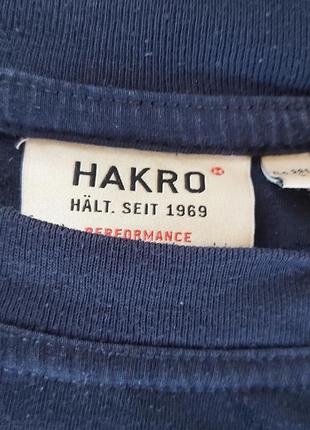 HAKRO
HÄLT. SEIT 1969
PERFORMANCE